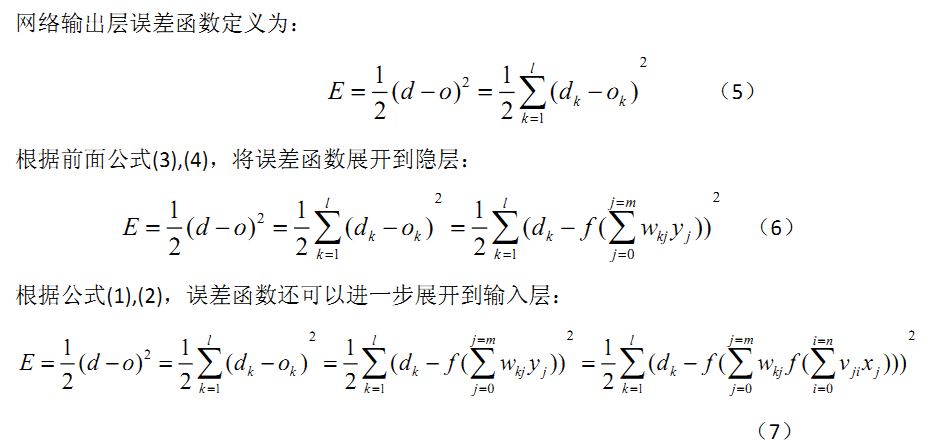 网络输出层误差函数定义为：
E = \frac{1}{2}(d-o)^2 = \frac{1}{2}\sum_{k=1}^{l}(d_k-o_k)^2 （5）
根据前面公式(3),(4)，将误差函数展开到隐层：
E = \frac{1}{2}(d-o)^2 = \frac{1}{2}\sum_{k=1}^{l}(d_k-o_k)^2 = \frac{1}{2}\sum_{k=1}^{l}(d_k-f(\sum_{j=0}^{j=m}w_{kj}y_j))^2 （6）
根据公式(1),(2)，误差函数还可以进一步展开到输入层：
E = \frac{1}{2}(d-o)^2 = \frac{1}{2}\sum_{k=1}^{l}(d_k-o_k)^2 = \frac{1}{2}\sum_{k=1}^{l}(d_k-f(\sum_{j=0}^{j=m}w_{kj}y_j))^2 = \frac{1}{2}\sum_{k=1}^{l}(d_k-f(\sum_{j=0}^{j=m}w_{kj}f(\sum_{i=0}^{i=n}v_{ji}x_j)))^2
（7）